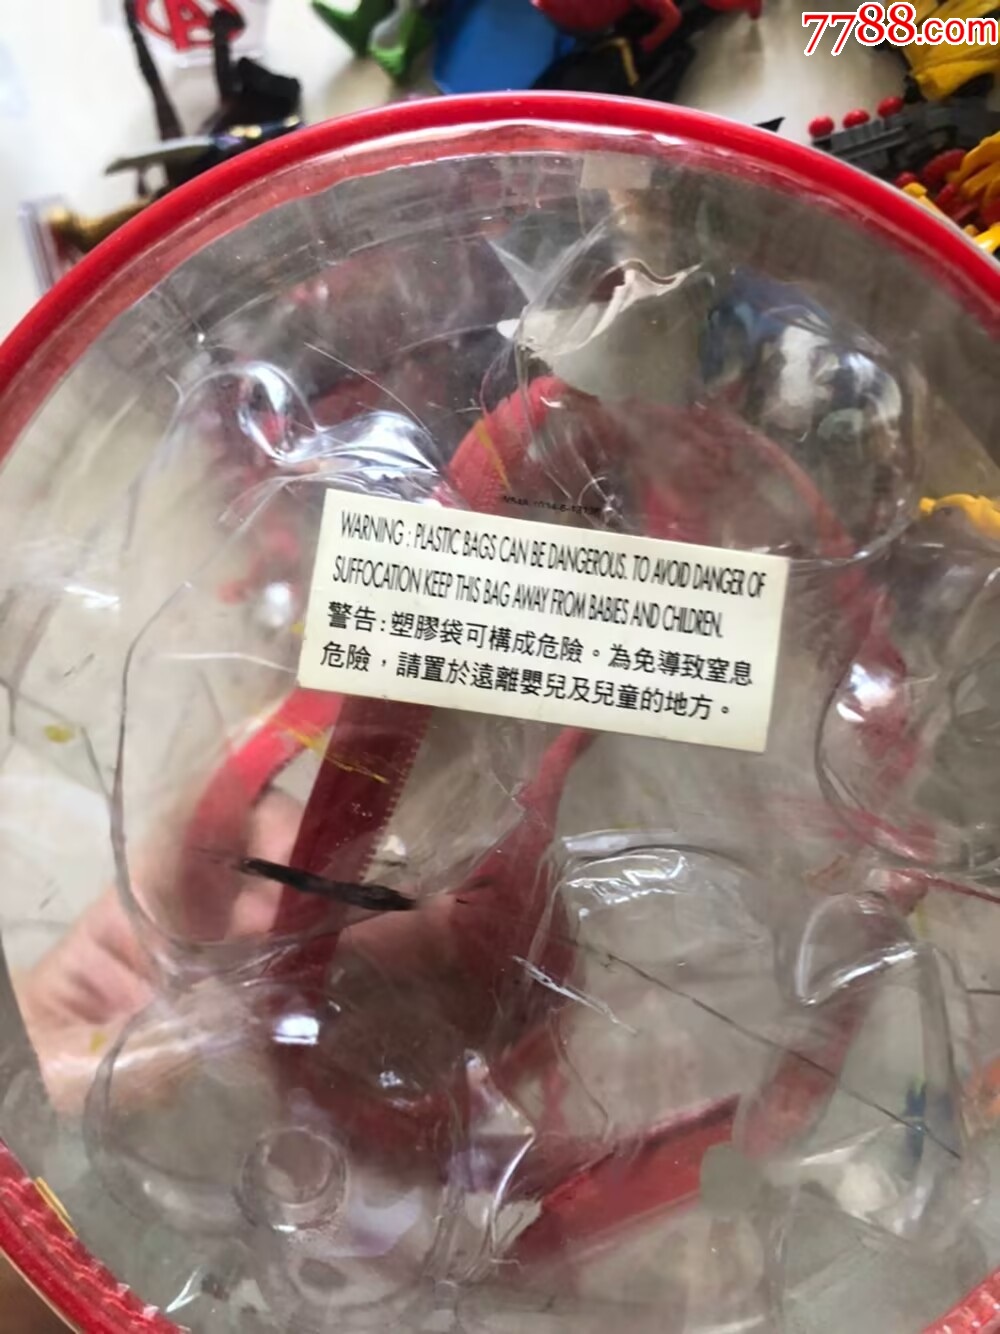 7788.com
WARNING : PLASTIC BAGS CAN BE DANGEROUS. TO AVOID DANGER OF
SUFFOCATION KEEP THIS BAG AWAY FROM BABIES AND CHILDREN.
警告:塑膠袋可構成危險。為免導致窒息
危險，請置於遠離嬰兒及兒童的地方。